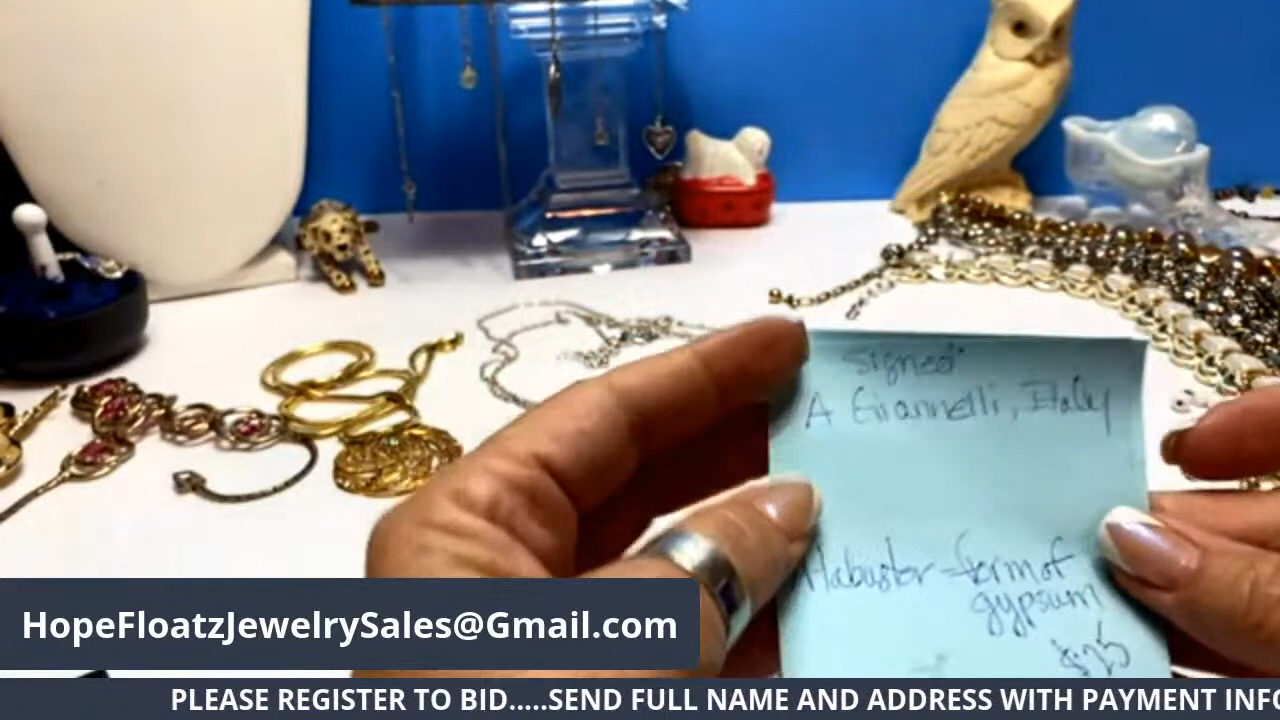 signed
A Giannelli, Italy
Alabaster = form of
gypsum
$25
HopeFloatzJewelrySales@Gmail.com
PLEASE REGISTER TO BID.....SEND FULL NAME AND ADDRESS WITH PAYMENT INFO